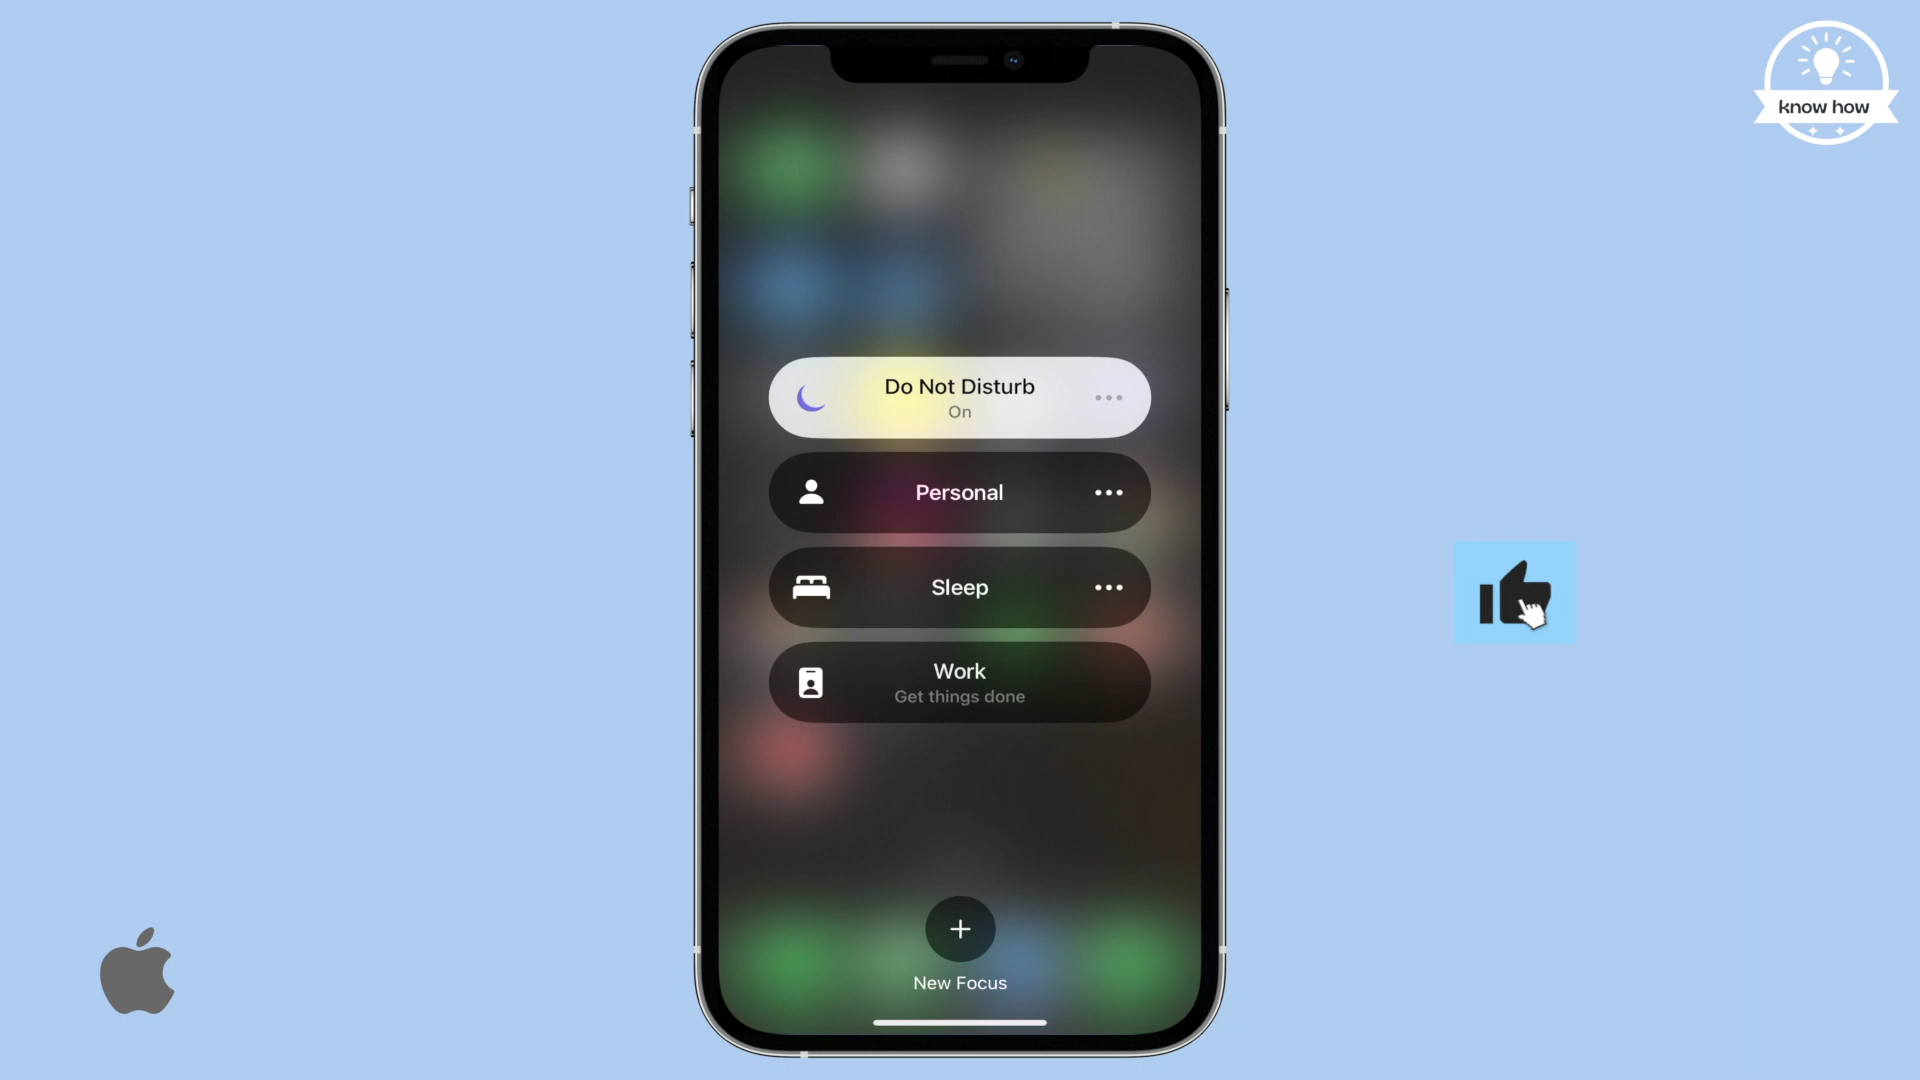 know how
Do Not Disturb
On
Personal
Sleep
Work
Get things done
New Focus